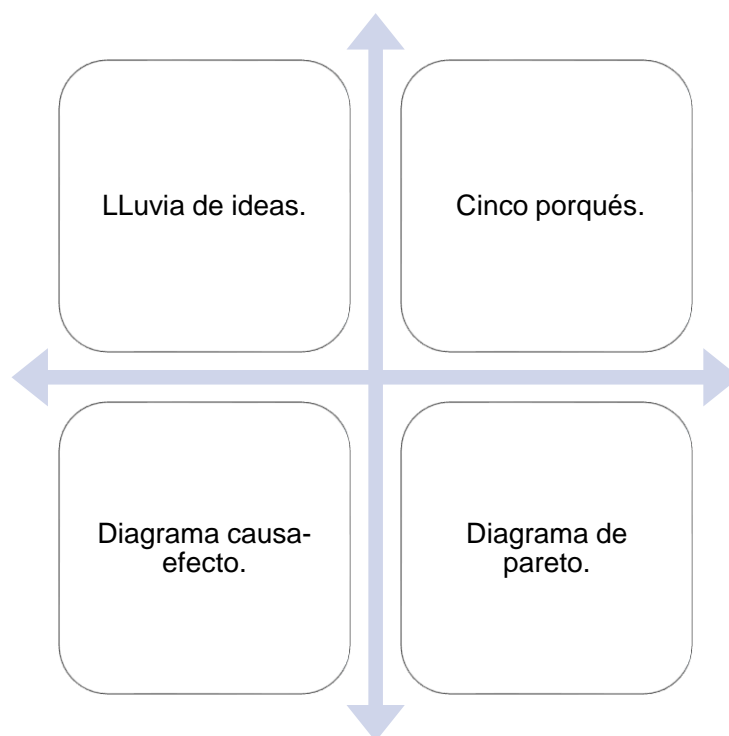 LLuvia de ideas.
Cinco porqués.
Diagrama causa-
efecto.
Diagrama de
pareto.